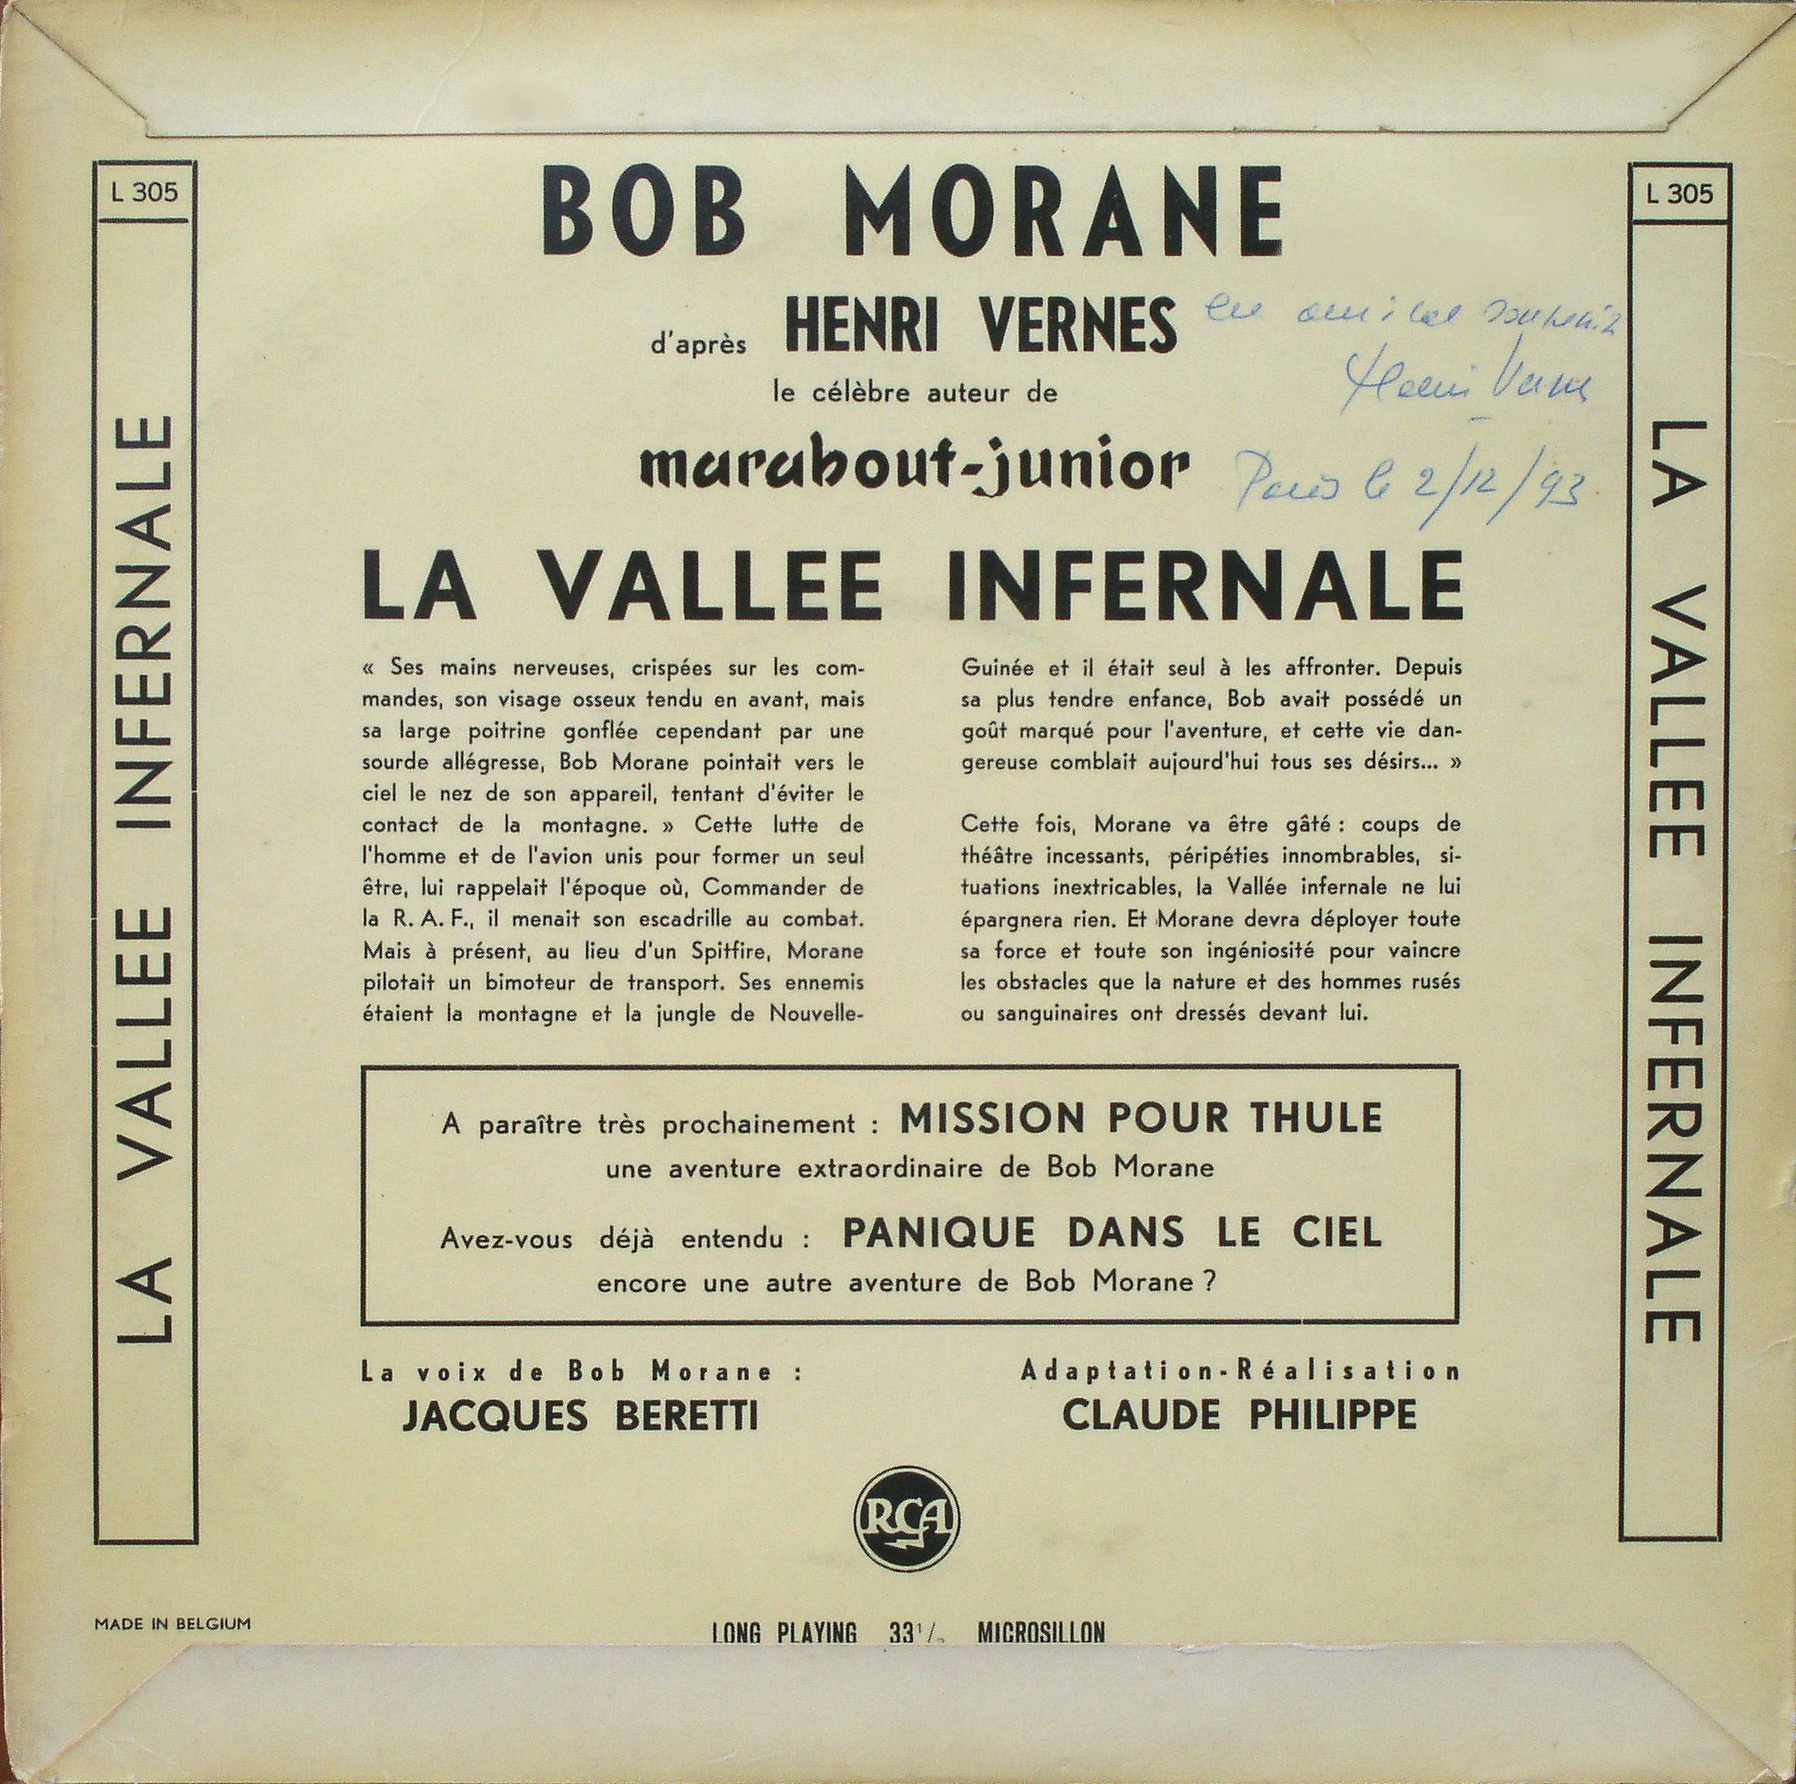 L 305
LA VALLEE INFERNALE
L 305
LA VALLEE INFERNALE
BOB MORANE
d'après HENRI VERNES
en amical souvenir
Henri Vernes
le célèbre auteur de
marabout-junior
Paris le 2/12/93
LA VALLEE INFERNALE
« Ses mains nerveuses, crispées sur les com-
mandes, son visage osseux tendu en avant, mais
sa large poitrine gonflée cependant par une
sourde allégresse, Bob Morane pointait vers le
ciel le nez de son appareil, tentant d'éviter le
contact de la montagne. » Cette lutte de
l'homme et de l'avion unis pour former un seul
être, lui rappelait l'époque où, Commander de
la R. A. F., il menait son escadrille au combat.
Mais à présent, au lieu d'un Spitfire, Morane
pilotait un bimoteur de transport. Ses ennemis
étaient la montagne et la jungle de Nouvelle-
Guinée et il était seul à les affronter. Depuis
sa plus tendre enfance, Bob avait possédé un
goût marqué pour l'aventure, et cette vie dan-
gereuse comblait aujourd'hui tous ses désirs... »
Cette fois, Morane va être gâté : coups de
théâtre incessants, péripéties innombrables, si-
tuations inextricables, la Vallée infernale ne lui
épargnera rien. Et Morane devra déployer toute
sa force et toute son ingéniosité pour vaincre
les obstacles que la nature et des hommes rusés
ou sanguinaires ont dressés devant lui.
A paraître très prochainement : MISSION POUR THULE
une aventure extraordinaire de Bob Morane
Avez-vous déjà entendu : PANIQUE DANS LE CIEL
encore une autre aventure de Bob Morane ?
La voix de Bob Morane :
JACQUES BERETTI
Adaptation-Réalisation
CLAUDE PHILIPPE
RCA
MADE IN BELGIUM
LONG PLAYING 33 1/3 MICROSILLON